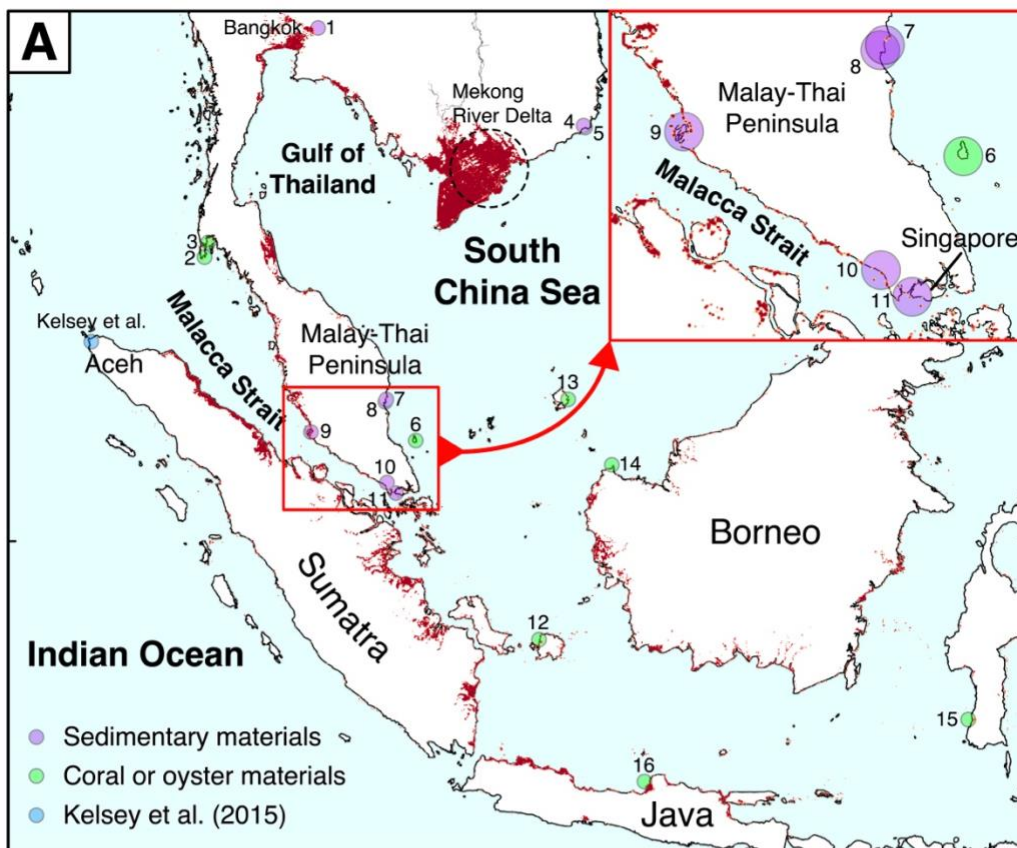 A
Bangkok
1
Mekong
River Delta
4
5
Gulf of
Thailand
3
2
South
China Sea
Kelsey et al.
Aceh
Malacca Strait
Malay-Thai
Peninsula
13
8
7
9
6
10
11
14
Borneo
Sumatra
12
Indian Ocean
15
16
Java
Sedimentary materials
Coral or oyster materials
Kelsey et al. (2015)
7
8
Malay-Thai
Peninsula
9
6
Malacca Strait
Singapore
10
11